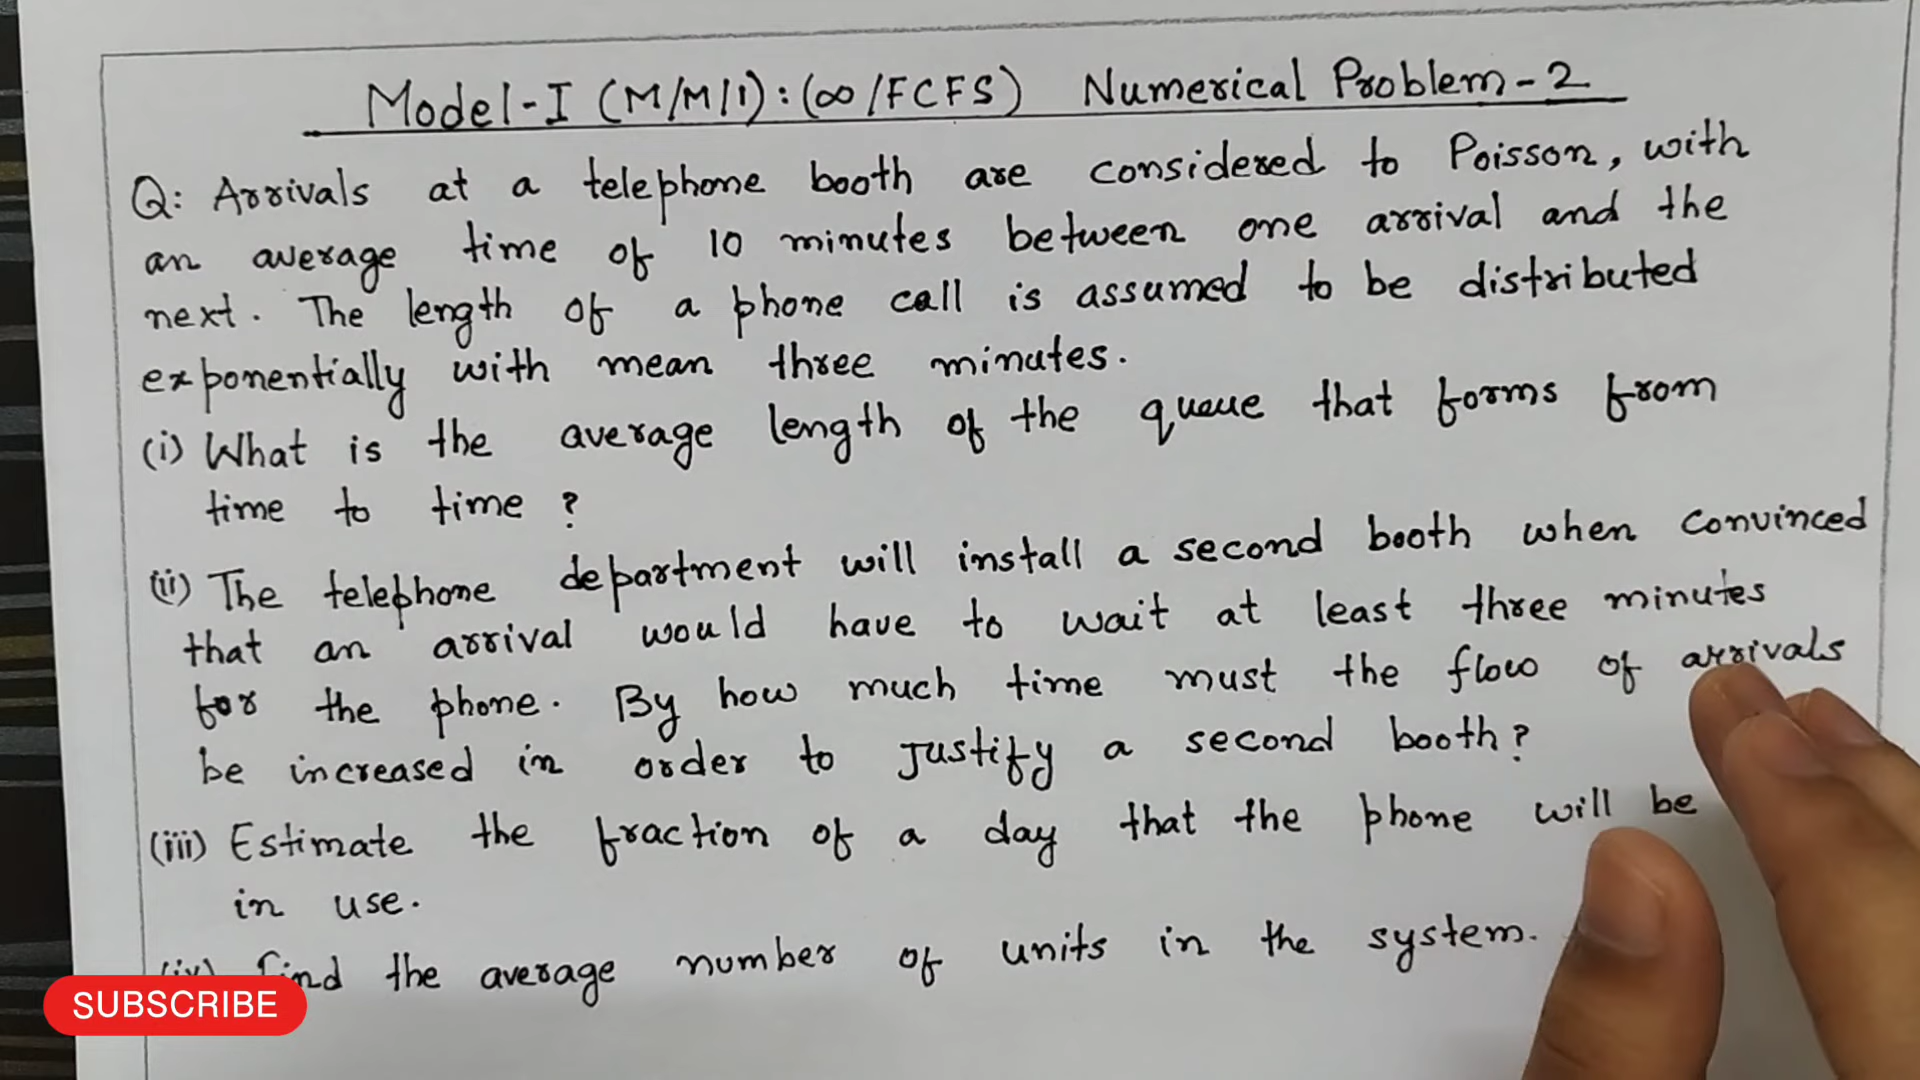 Model-I (M/M/1):(∞/FCFS) Numerical Problem-2
Q: Arrivals at a telephone booth are considered to Poisson, with
an average time of 10 minutes between one arrival and the
next. The length of a phone call is assumed to be distributed
exponentially with mean three minutes.
(i) What is the average length of the queue that forms from
time to time?
(ii) The telephone department will install a second booth when convinced
that an arrival would have to wait at least three minutes
for the phone. By how much time must the flow of arrivals
be increased in order to Justify a second booth?
(iii) Estimate the fraction of a day that the phone will be
in use.
(iv) Find the average number of units in the system.
SUBSCRIBE